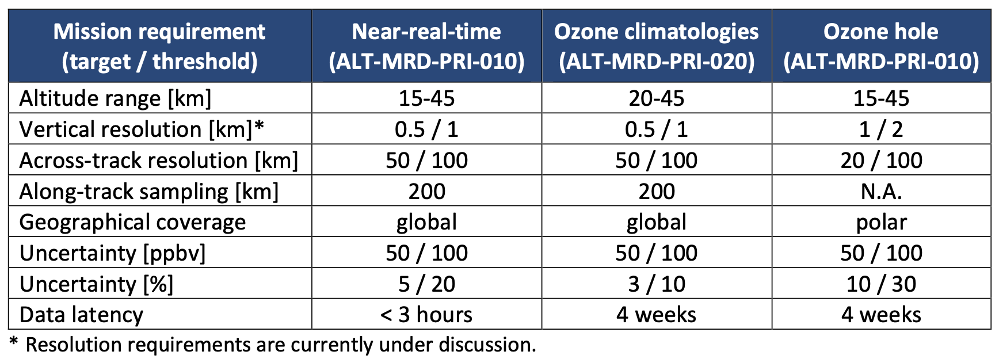 Mission requirement Near-real-time Ozone climatologies Ozone hole
(target / threshold) (ALT-MRD-PRI-010) (ALT-MRD-PRI-020) (ALT-MRD-PRI-010)
Altitude range [km] 15-45 20-45 15-45
Vertical resolution [km]* 0.5 / 1 0.5 / 1 1 / 2
Across-track resolution [km] 50 / 100 50 / 100 20 / 100
Along-track sampling [km] 200 200 N.A.
Geographical coverage global global polar
Uncertainty [ppbv] 50 / 100 50 / 100 50 / 100
Uncertainty [%] 5 / 20 3 / 10 10 / 30
Data latency < 3 hours 4 weeks 4 weeks
* Resolution requirements are currently under discussion.